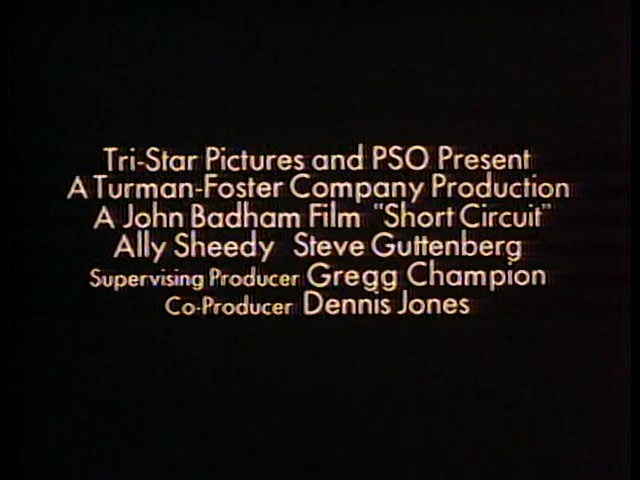 Tri-Star Pictures and PSO Present
A Turman-Foster Company Production
A John Badham Film "Short Circuit"
Ally Sheedy Steve Guttenberg
Supervising Producer Gregg Champion
Co-Producer Dennis Jones